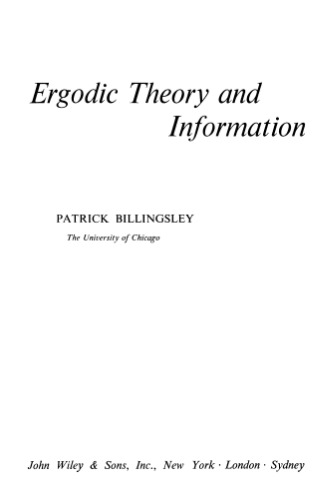 Ergodic Theory and
Information
PATRICK BILLINGSLEY
The University of Chicago
John Wiley & Sons, Inc., New York · London · Sydney